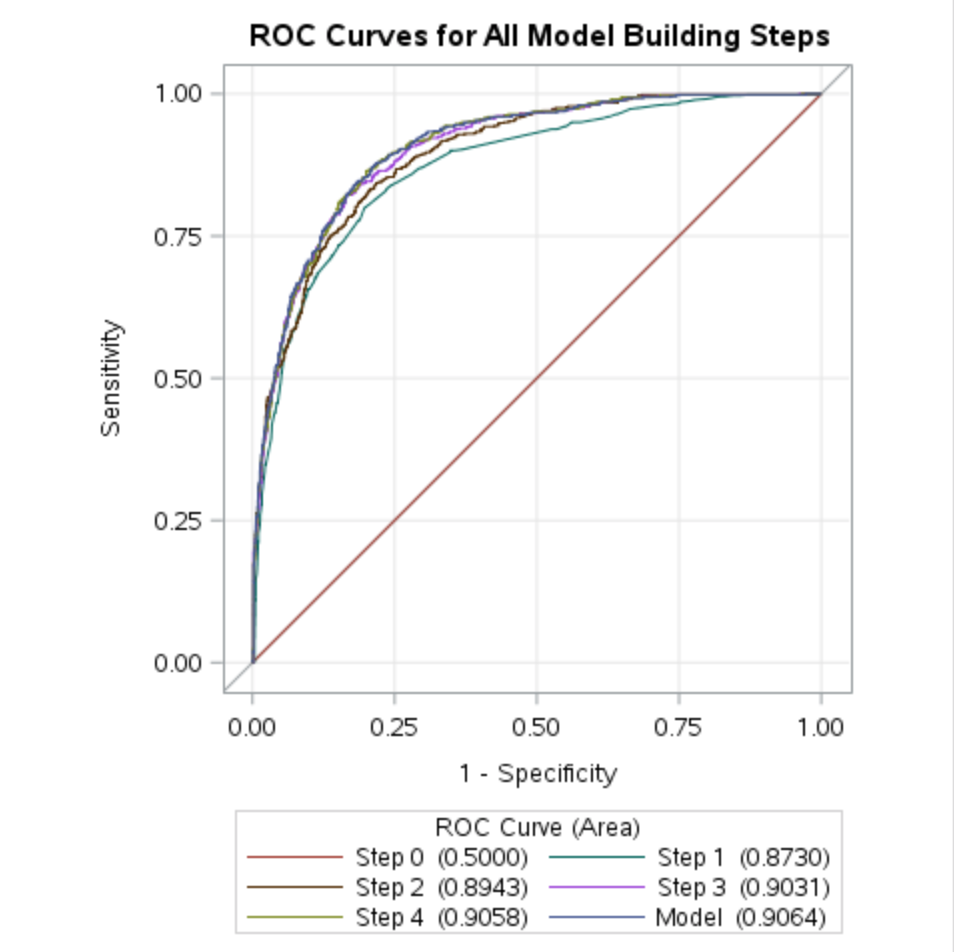 ROC Curves for All Model Building Steps
1.00
0.75
0.50
0.25
0.00
Sensitivity
0.00 0.25 0.50 0.75 1.00
1 - Specificity
ROC Curve (Area)
Step 0 (0.5000) Step 1 (0.8730)
Step 2 (0.8943) Step 3 (0.9031)
Step 4 (0.9058) Model (0.9064)